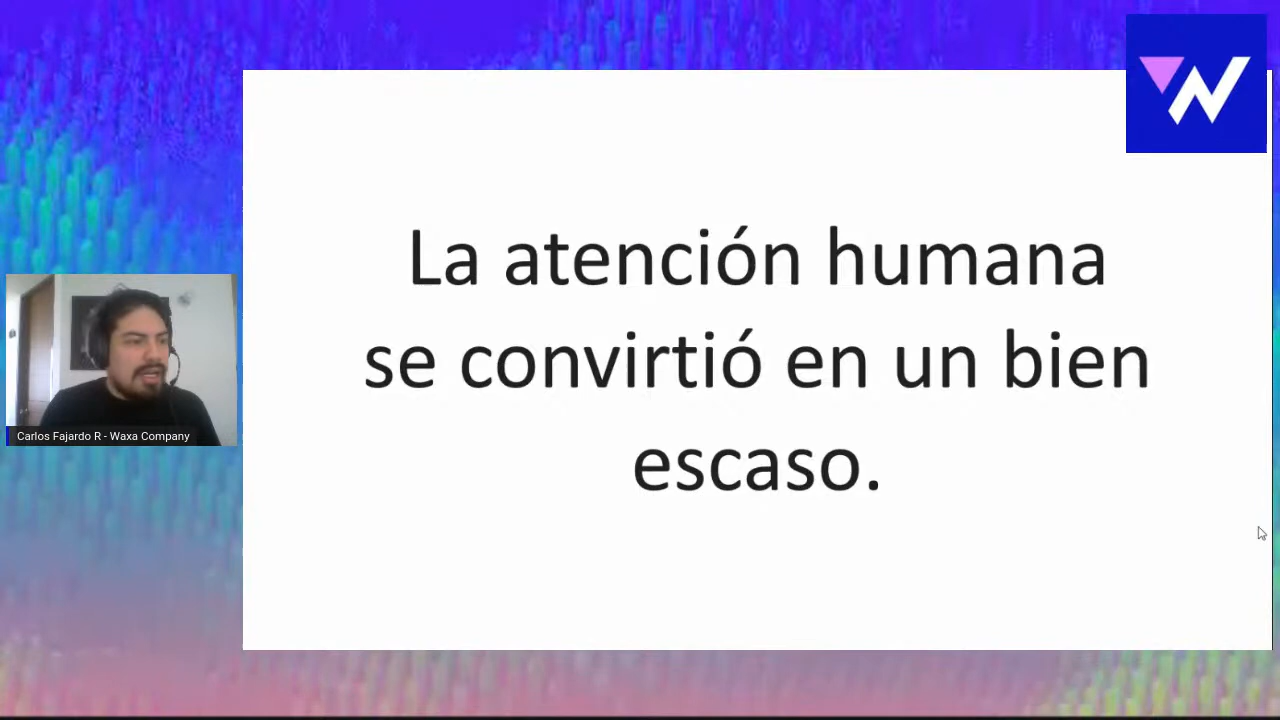 La atención humana
se convirtió en un bien
escaso.
Carlos Fajardo R - Waxa Company